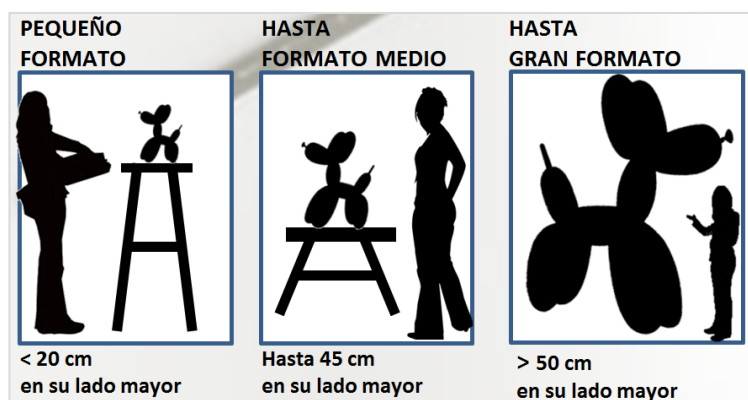 PEQUEÑO
FORMATO
< 20 cm
en su lado mayor
HASTA
FORMATO MEDIO
Hasta 45 cm
en su lado mayor
HASTA
GRAN FORMATO
> 50 cm
en su lado mayor